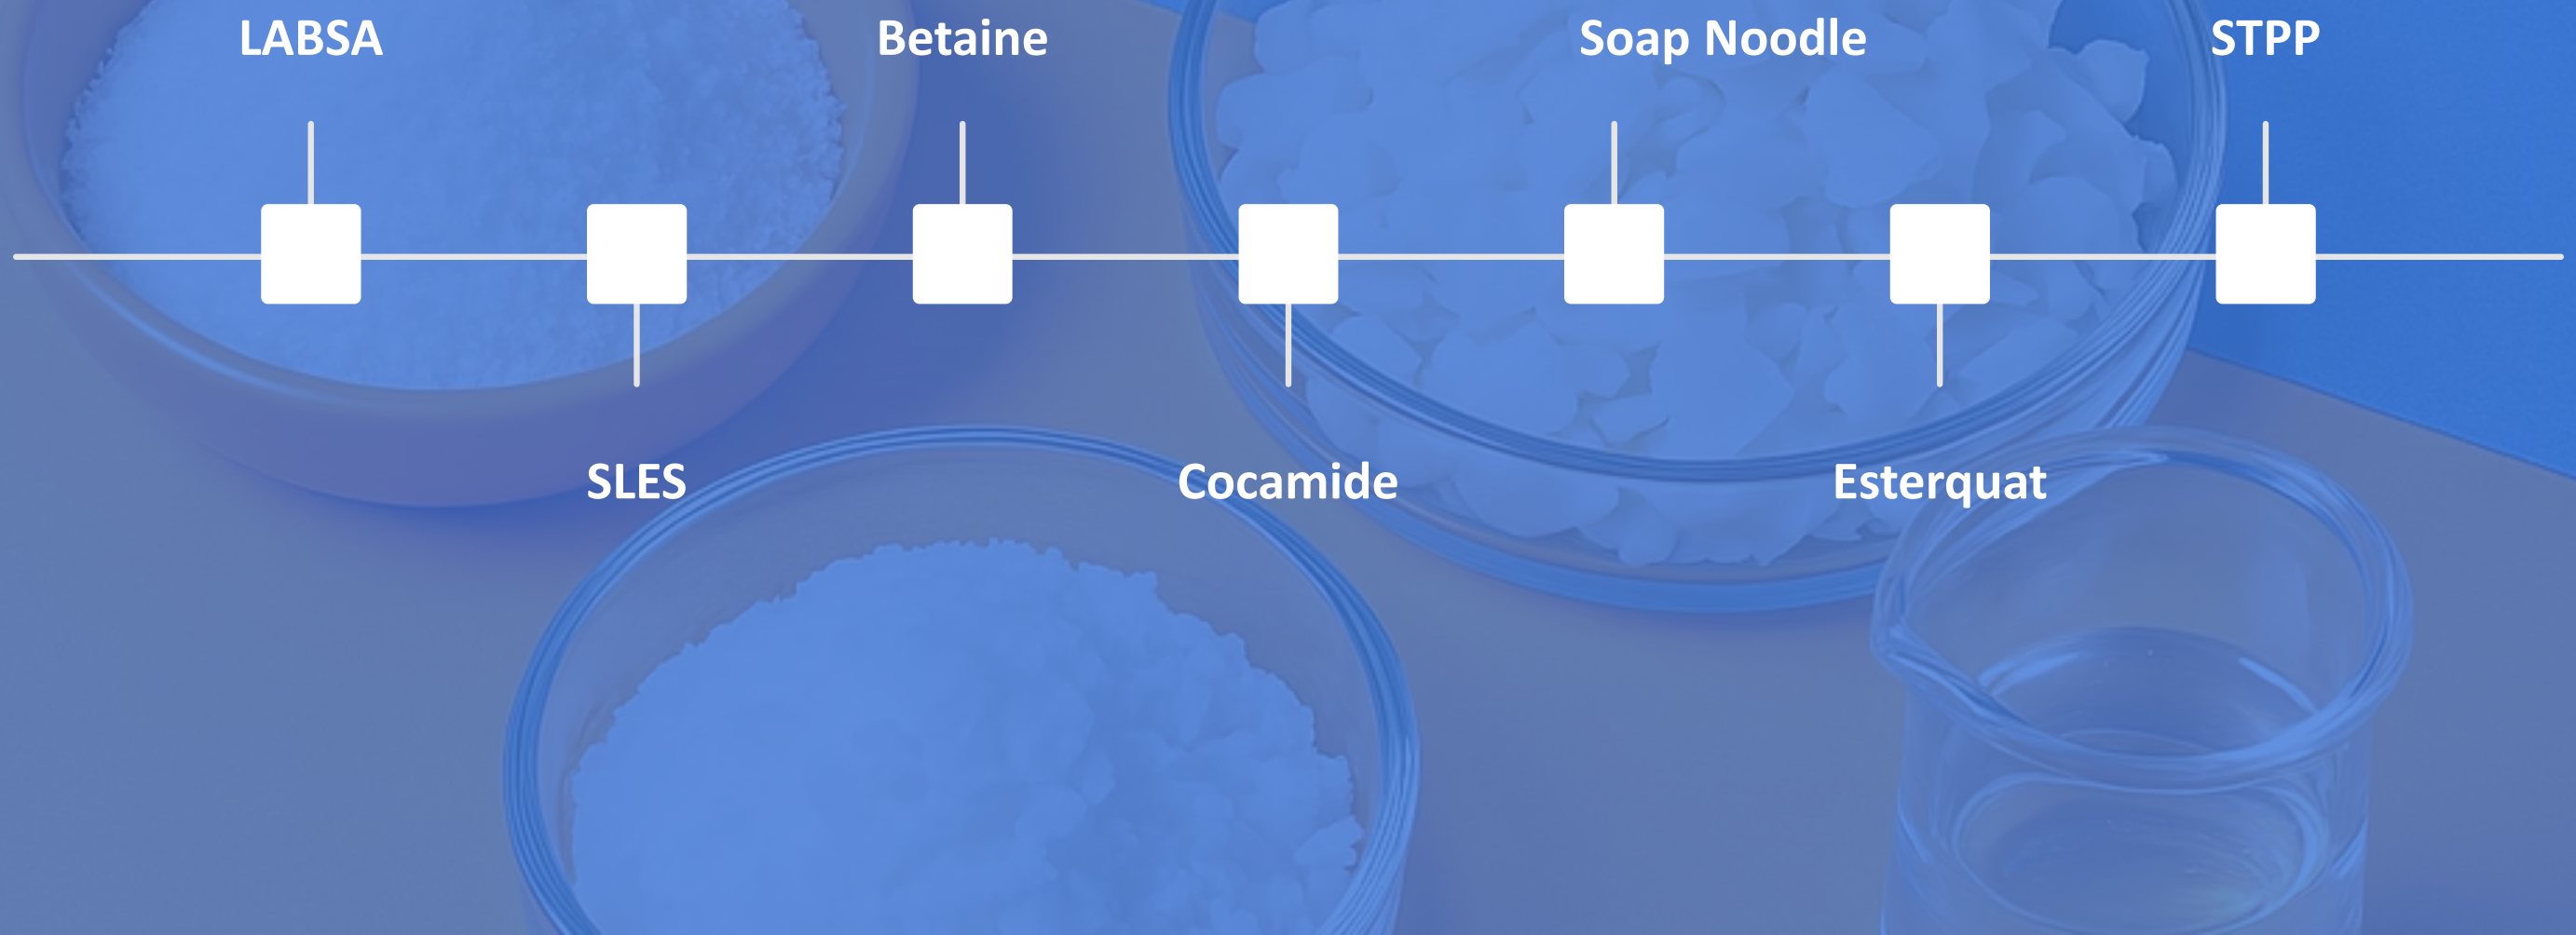 LABSA
Betaine
Soap Noodle
STPP
SLES
Cocamide
Esterquat